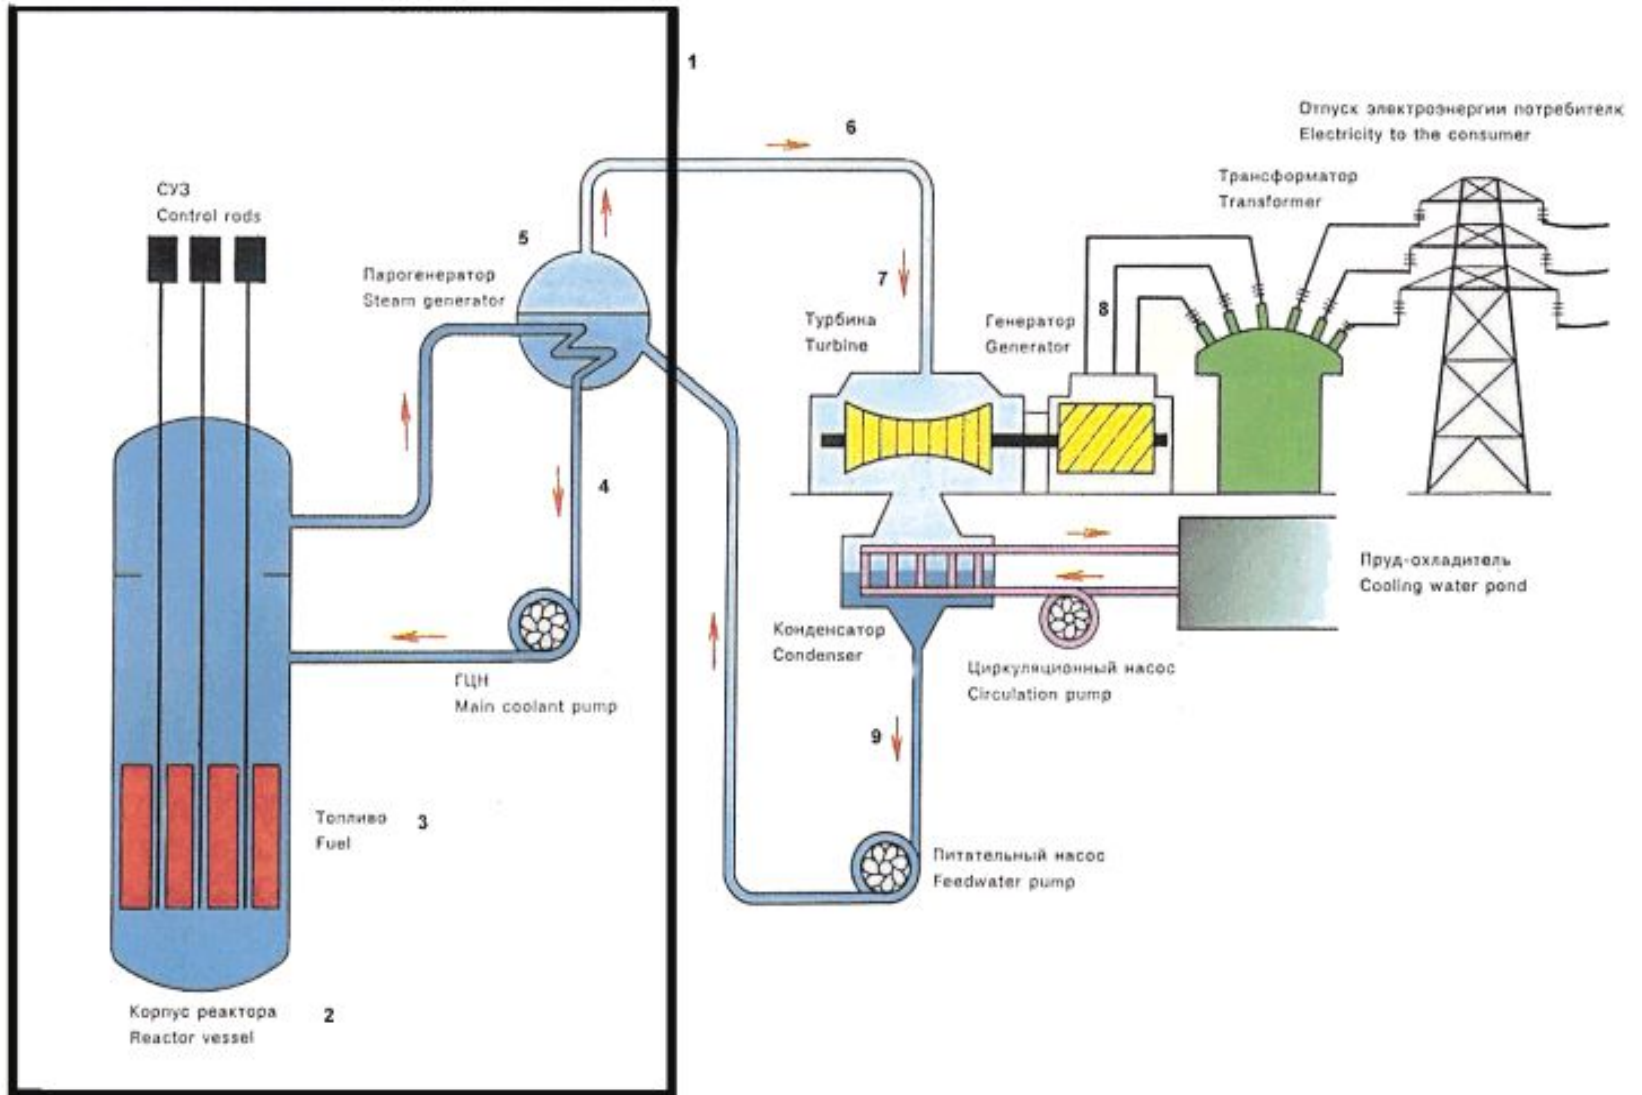 1
6
Отпуск электроэнергии потребителк
Electricity to the consumer
Трансформатор
Transformer
СУЗ
Control rods
5
Парогенератор
Steam generator
7
Турбина
Turbine
Генератор
Generator
8
4
Пруд-охладитель
Cooling water pond
Конденсатор
Condenser
Циркуляционный насос
Circulation pump
ГЦН
Main coolant pump
9
Топливо
Fuel
3
Питательный насос
Feedwater pump
Корпус реактора
Reactor vessel
2